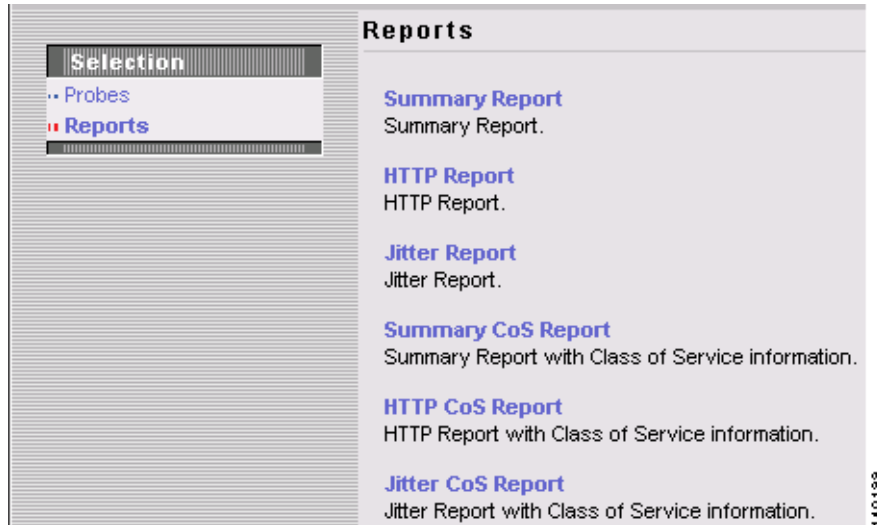 Reports
Selection
Probes
Reports
Summary Report
Summary Report.
HTTP Report
HTTP Report.
Jitter Report
Jitter Report.
Summary CoS Report
Summary Report with Class of Service information.
HTTP CoS Report
HTTP Report with Class of Service information.
Jitter CoS Report
Jitter Report with Class of Service information.